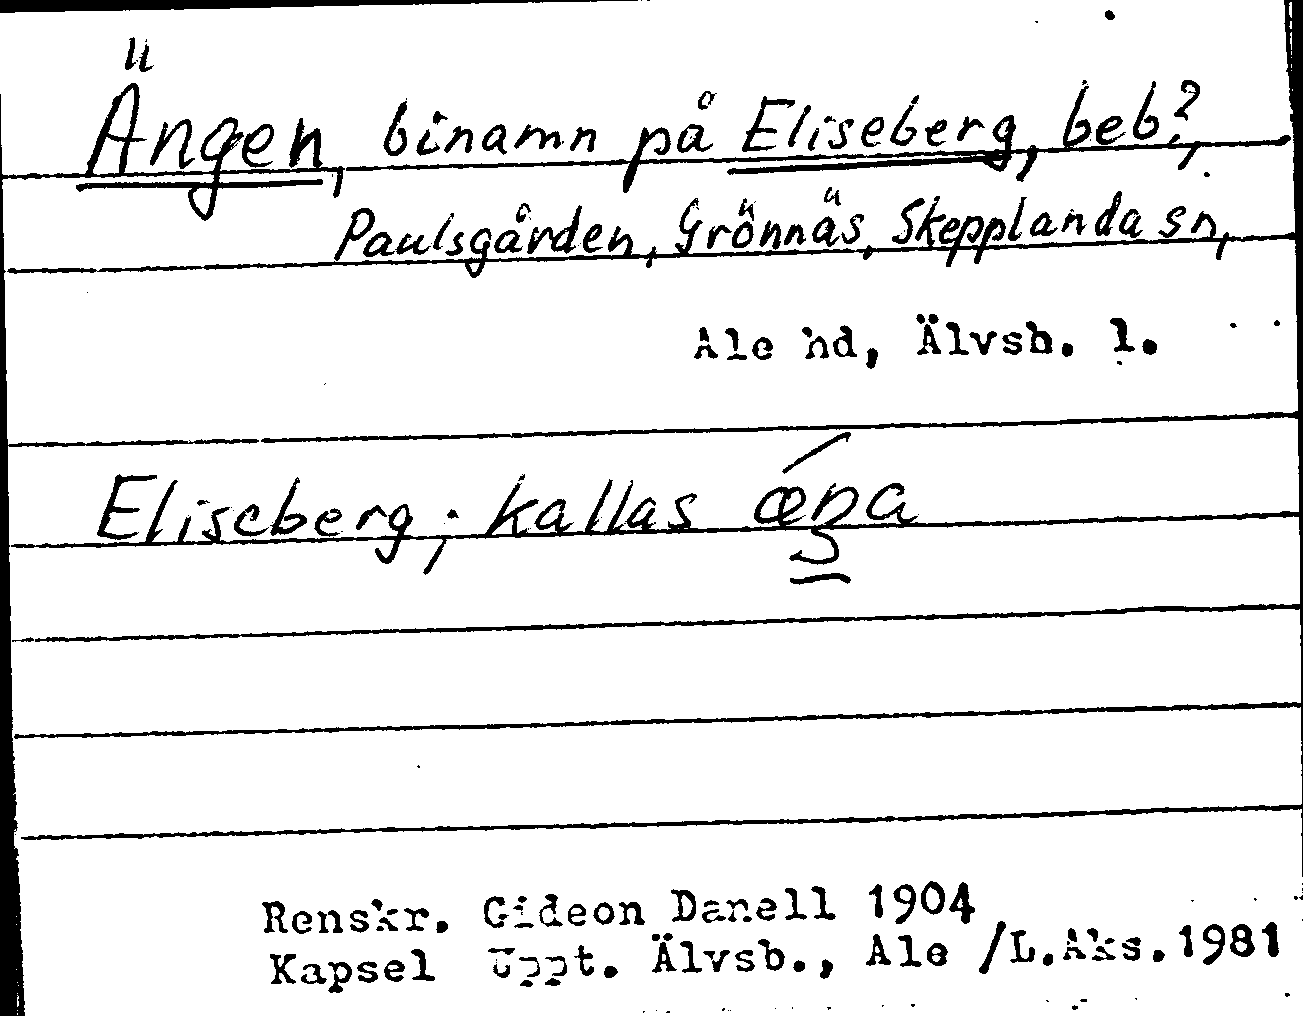 Ängen, binamn på Eliseberg, beb?,
Paulsgården, Grönnäs, Skepplanda sn,
Ale hd, Älvsb. l.
Eliseberg; kallas
Renskr. Gideon Danell 1904
Kapsel Uppt. Älvsb., Ale /L.Aks.1981